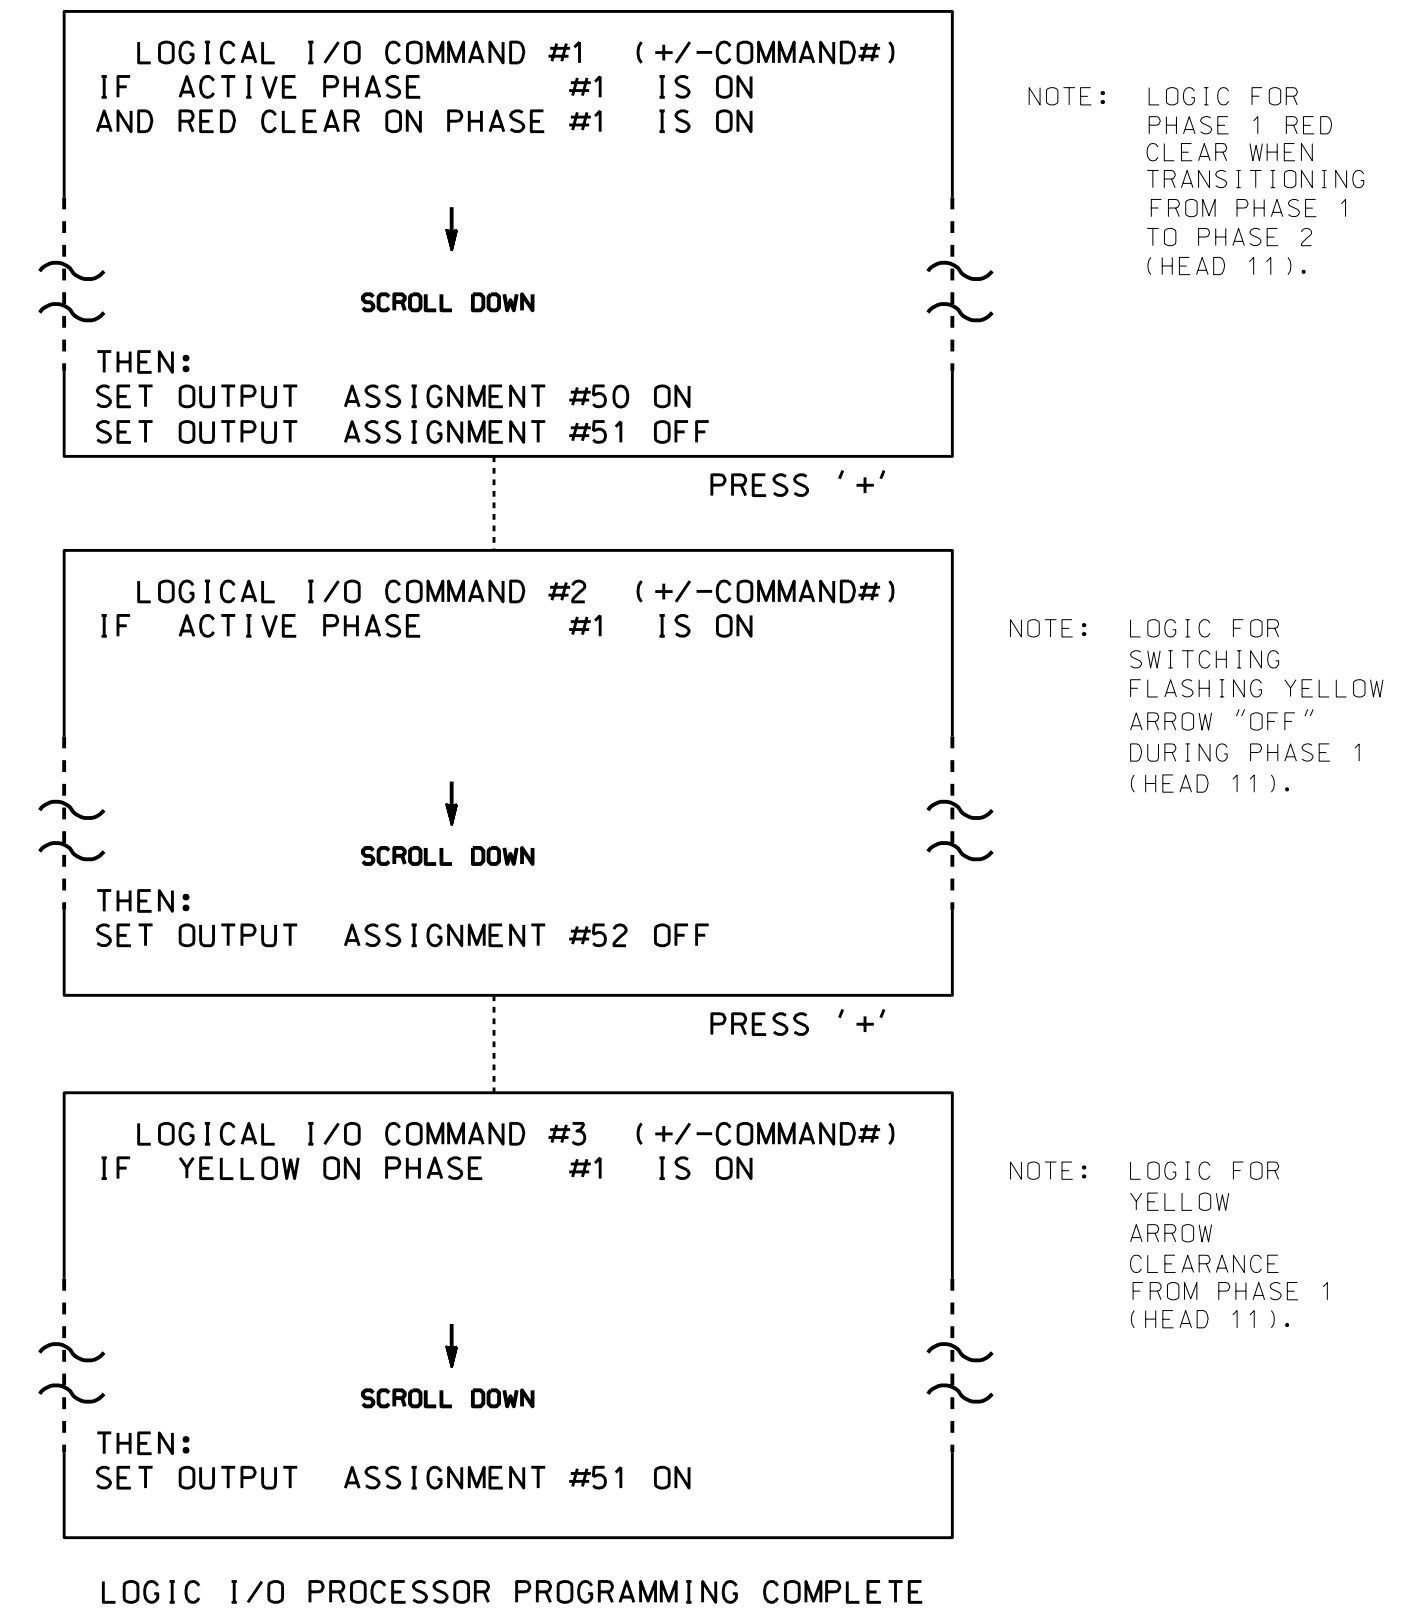 LOGICAL I/O COMMAND #1 (+/-COMMAND#)
IF ACTIVE PHASE #1 IS ON
AND RED CLEAR ON PHASE #1 IS ON
SCROLL DOWN
THEN:
SET OUTPUT ASSIGNMENT #50 ON
SET OUTPUT ASSIGNMENT #51 OFF
NOTE: LOGIC FOR
PHASE 1 RED
CLEAR WHEN
TRANSITIONING
FROM PHASE 1
TO PHASE 2
(HEAD 11).
PRESS '+'
LOGICAL I/O COMMAND #2 (+/-COMMAND#)
IF ACTIVE PHASE #1 IS ON
SCROLL DOWN
THEN:
SET OUTPUT ASSIGNMENT #52 OFF
NOTE: LOGIC FOR
SWITCHING
FLASHING YELLOW
ARROW "OFF"
DURING PHASE 1
(HEAD 11).
PRESS '+'
LOGICAL I/O COMMAND #3 (+/-COMMAND#)
IF YELLOW ON PHASE #1 IS ON
SCROLL DOWN
THEN:
SET OUTPUT ASSIGNMENT #51 ON
NOTE: LOGIC FOR
YELLOW
ARROW
CLEARANCE
FROM PHASE 1
(HEAD 11).
LOGIC I/O PROCESSOR PROGRAMMING COMPLETE